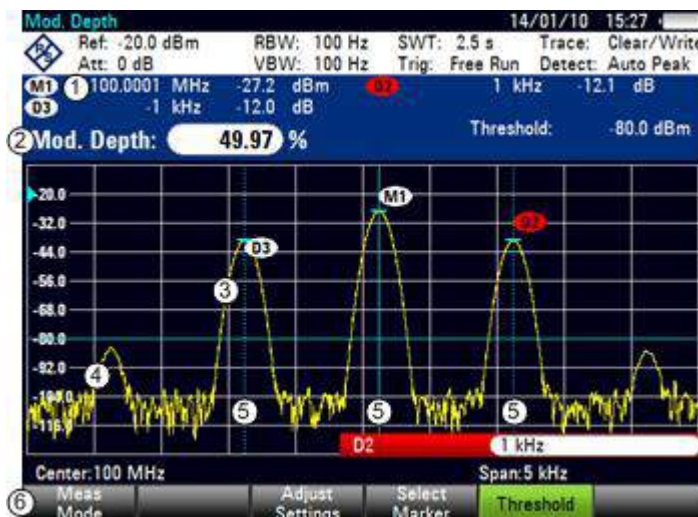 Mod. Depth 14/01/10 15:27
R S Ref: -20.0 dBm RBW: 100 Hz SWT: 2.5 s Trace: Clear/Write
Att: 0 dB VBW: 100 Hz Trig: Free Run Detect: Auto Peak
M1 1 100.0001 MHz -27.2 dBm D2 1 kHz -12.1 dB
D3 -1 kHz -12.0 dB
Threshold: -80.0 dBm
2 Mod. Depth: 49.97 %
-20.0
M1
-32.0
D2
-44.0
D3
-56.0
3
-68.0
-80.0
-92.0
4
5 5 5
-116.0
D2 1 kHz
Center:100 MHz Span:5 kHz
6 Meas Mode
Adjust Settings
Select Marker
Threshold